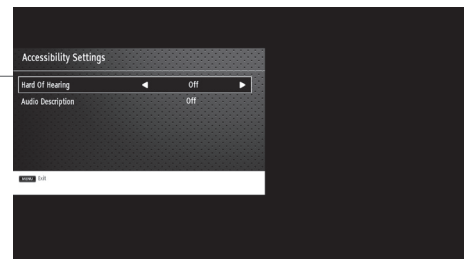 Accessibility Settings
Hard Of Hearing Off
Audio Description Off
MENU Exit